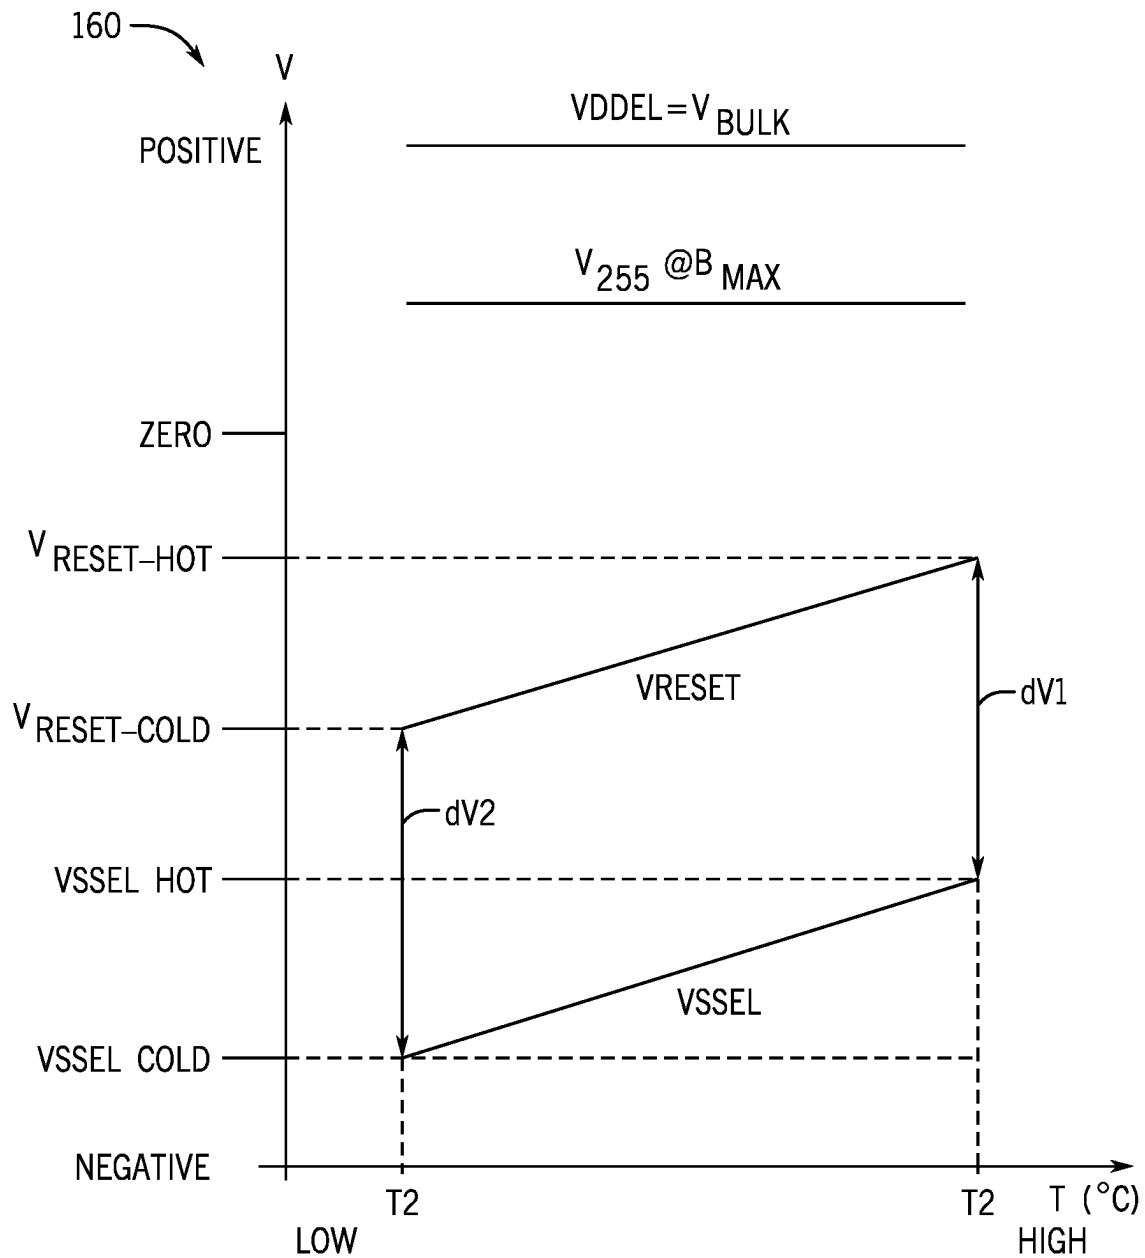 160
V
POSITIVE
VDDEL=VBULK
V255 @BMAX
ZERO
VRESET–HOT
VRESET
dV1
VRESET–COLD
dV2
VSSEL HOT
VSSEL
VSSEL COLD
NEGATIVE
T2 T2 T (°C)
LOW HIGH